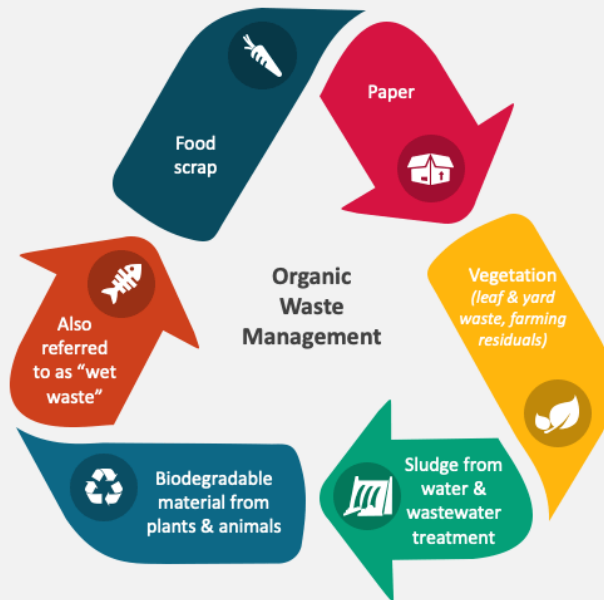 Food
scrap
Paper
Vegetation
(leaf & yard
waste, farming
residuals)
Sludge from
water &
wastewater
treatment
Biodegradable
material from
plants & animals
Also
referred
to as “wet
waste”
Organic
Waste
Management